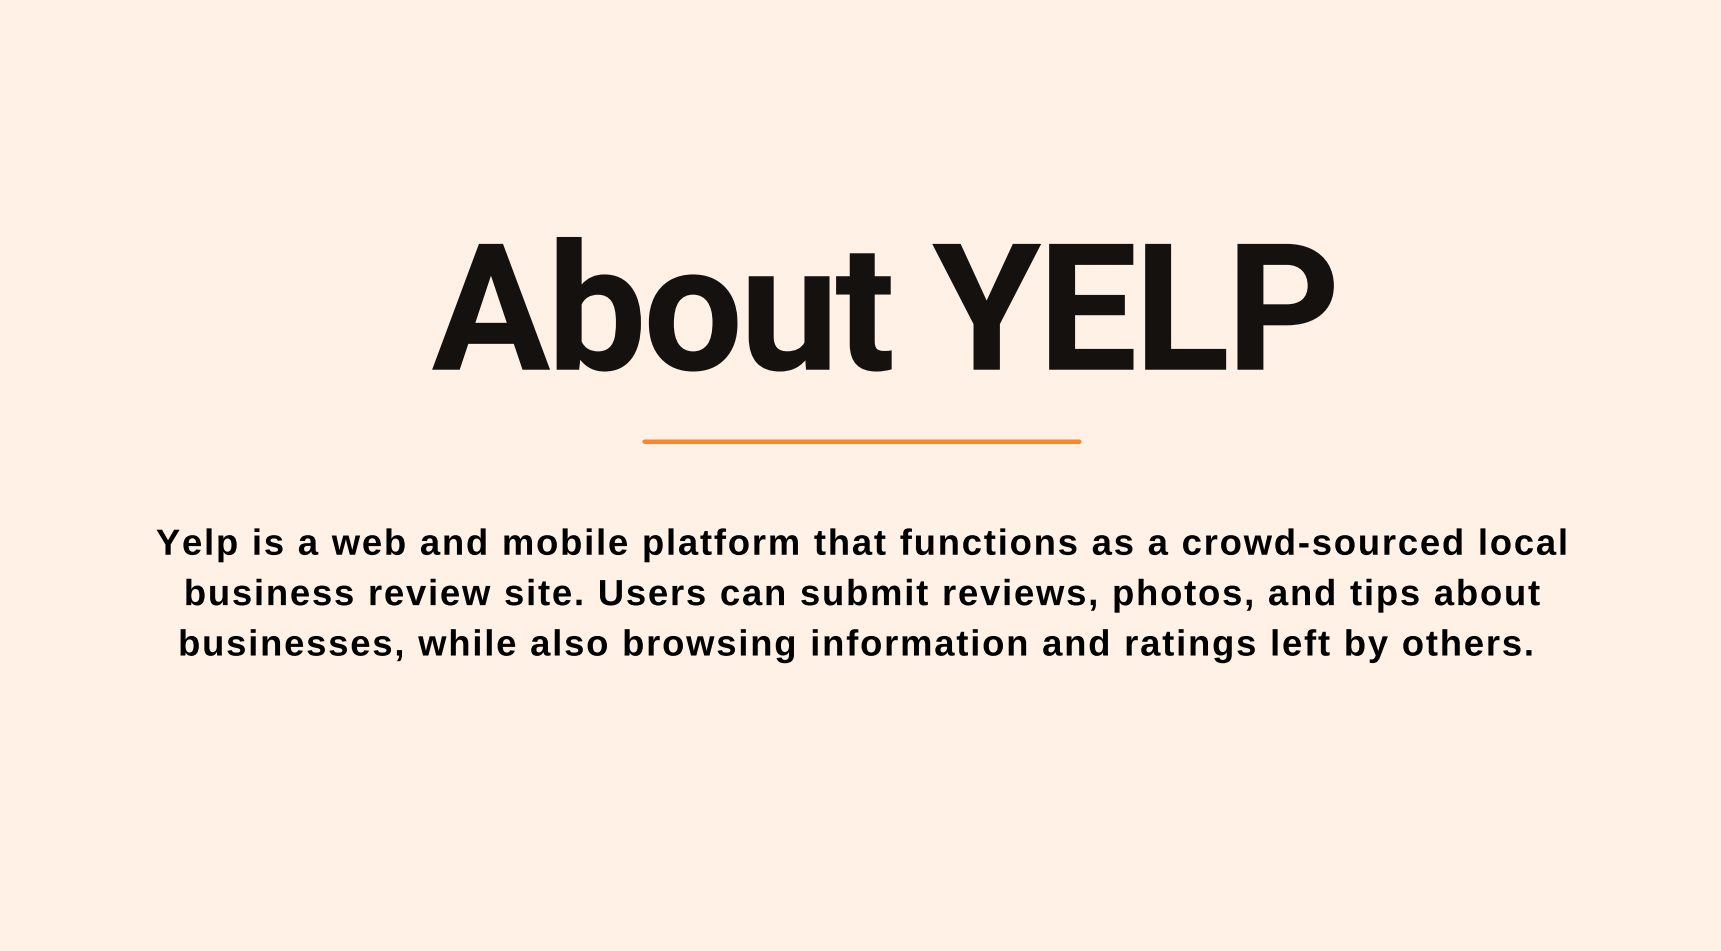 About YELP
Yelp is a web and mobile platform that functions as a crowd-sourced local
business review site. Users can submit reviews, photos, and tips about
businesses, while also browsing information and ratings left by others.